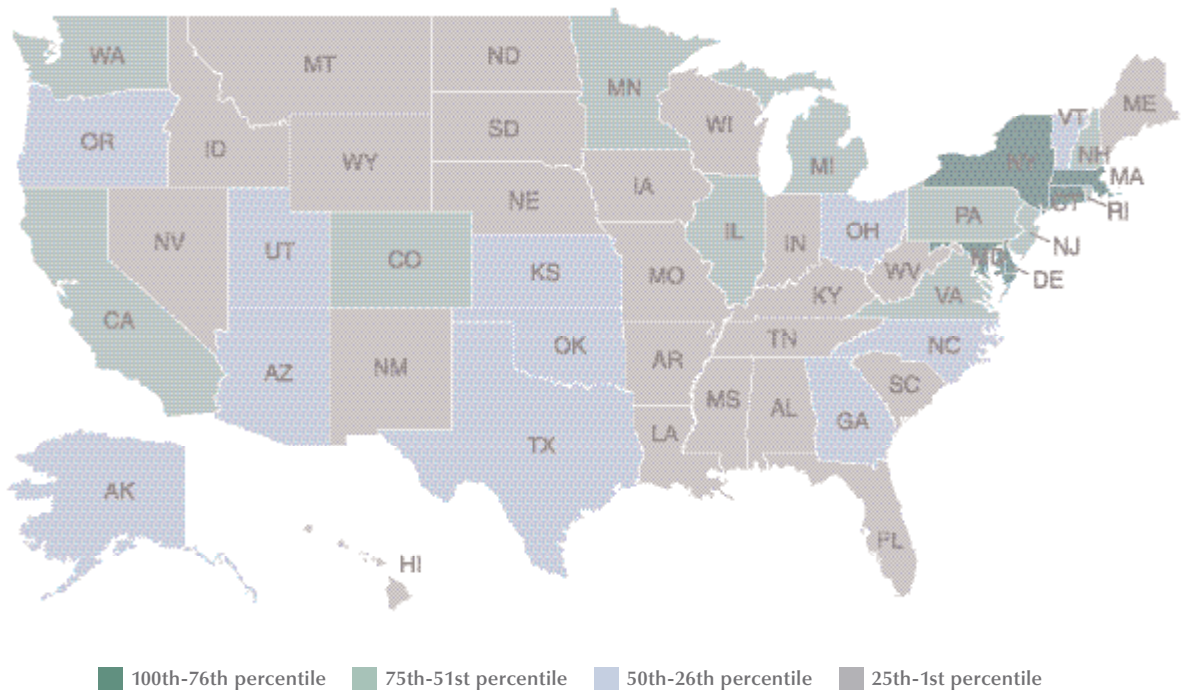 WA
MT
ND
MN
ME
VT
OR
ID
SD
WI
NY
NH
MA
WY
MI
RI
IA
NE
PA
CT
NV
UT
CO
KS
IL
IN
OH
NJ
MO
WV
MD
DE
CA
KY
VA
AZ
NM
OK
AR
TN
NC
MS
AL
SC
LA
GA
TX
AK
HI
FL
100th-76th percentile 75th-51st percentile 50th-26th percentile 25th-1st percentile